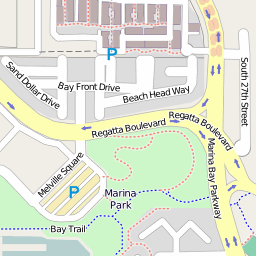 P
Sand Dollar Drive
Bay Front Drive
Beach Head Way
South 27th Street
Regatta Boulevard
Regatta Boulevard
Marina Bay Parkway
Melville Square
P
Marina
Park
Bay Trail